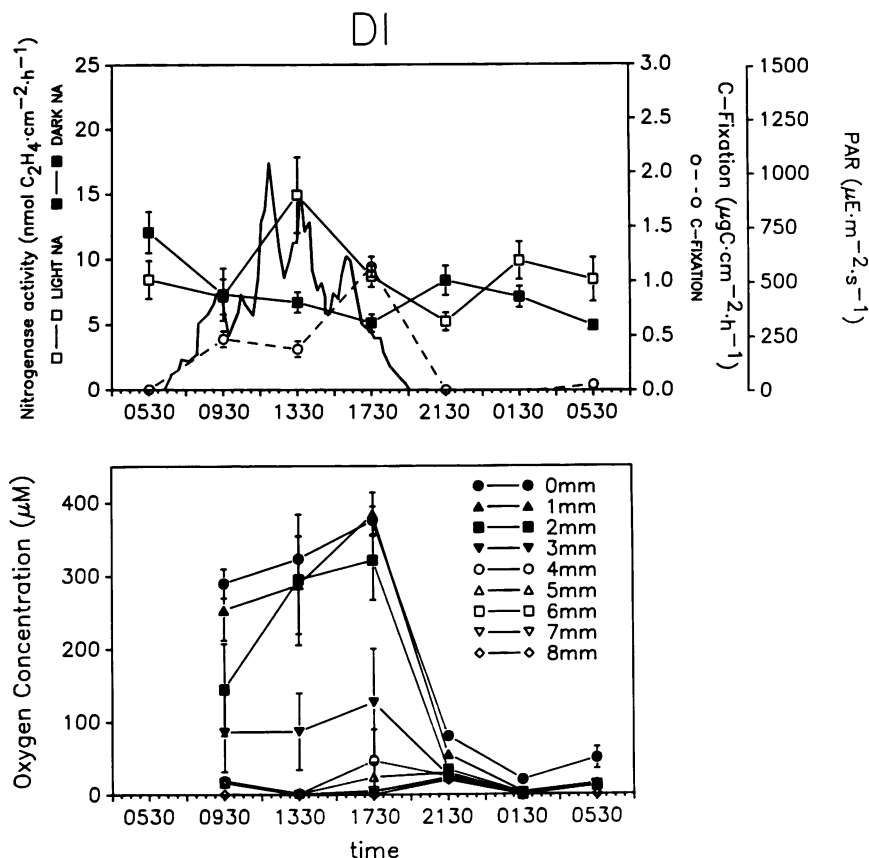 DI
Nitrogenase activity (nmol C2H4·cm−2·h−1)
□—□ LIGHT NA ■—■ DARK NA
25
20
15
10
5
0
3.0
2.5
2.0
1.5
1.0
0.5
0.0
○--○ C-FIXATION
C-Fixation (μgC·cm−2·h−1)
1500
1250
1000
750
500
250
0
PAR (μE·m−2·s−1)
0530 0930 1330 1730 2130 0130 0530
Oxygen Concentration (μM)
400
300
200
100
0
0mm
1mm
2mm
3mm
4mm
5mm
6mm
7mm
8mm
0530 0930 1330 1730 2130 0130 0530
time